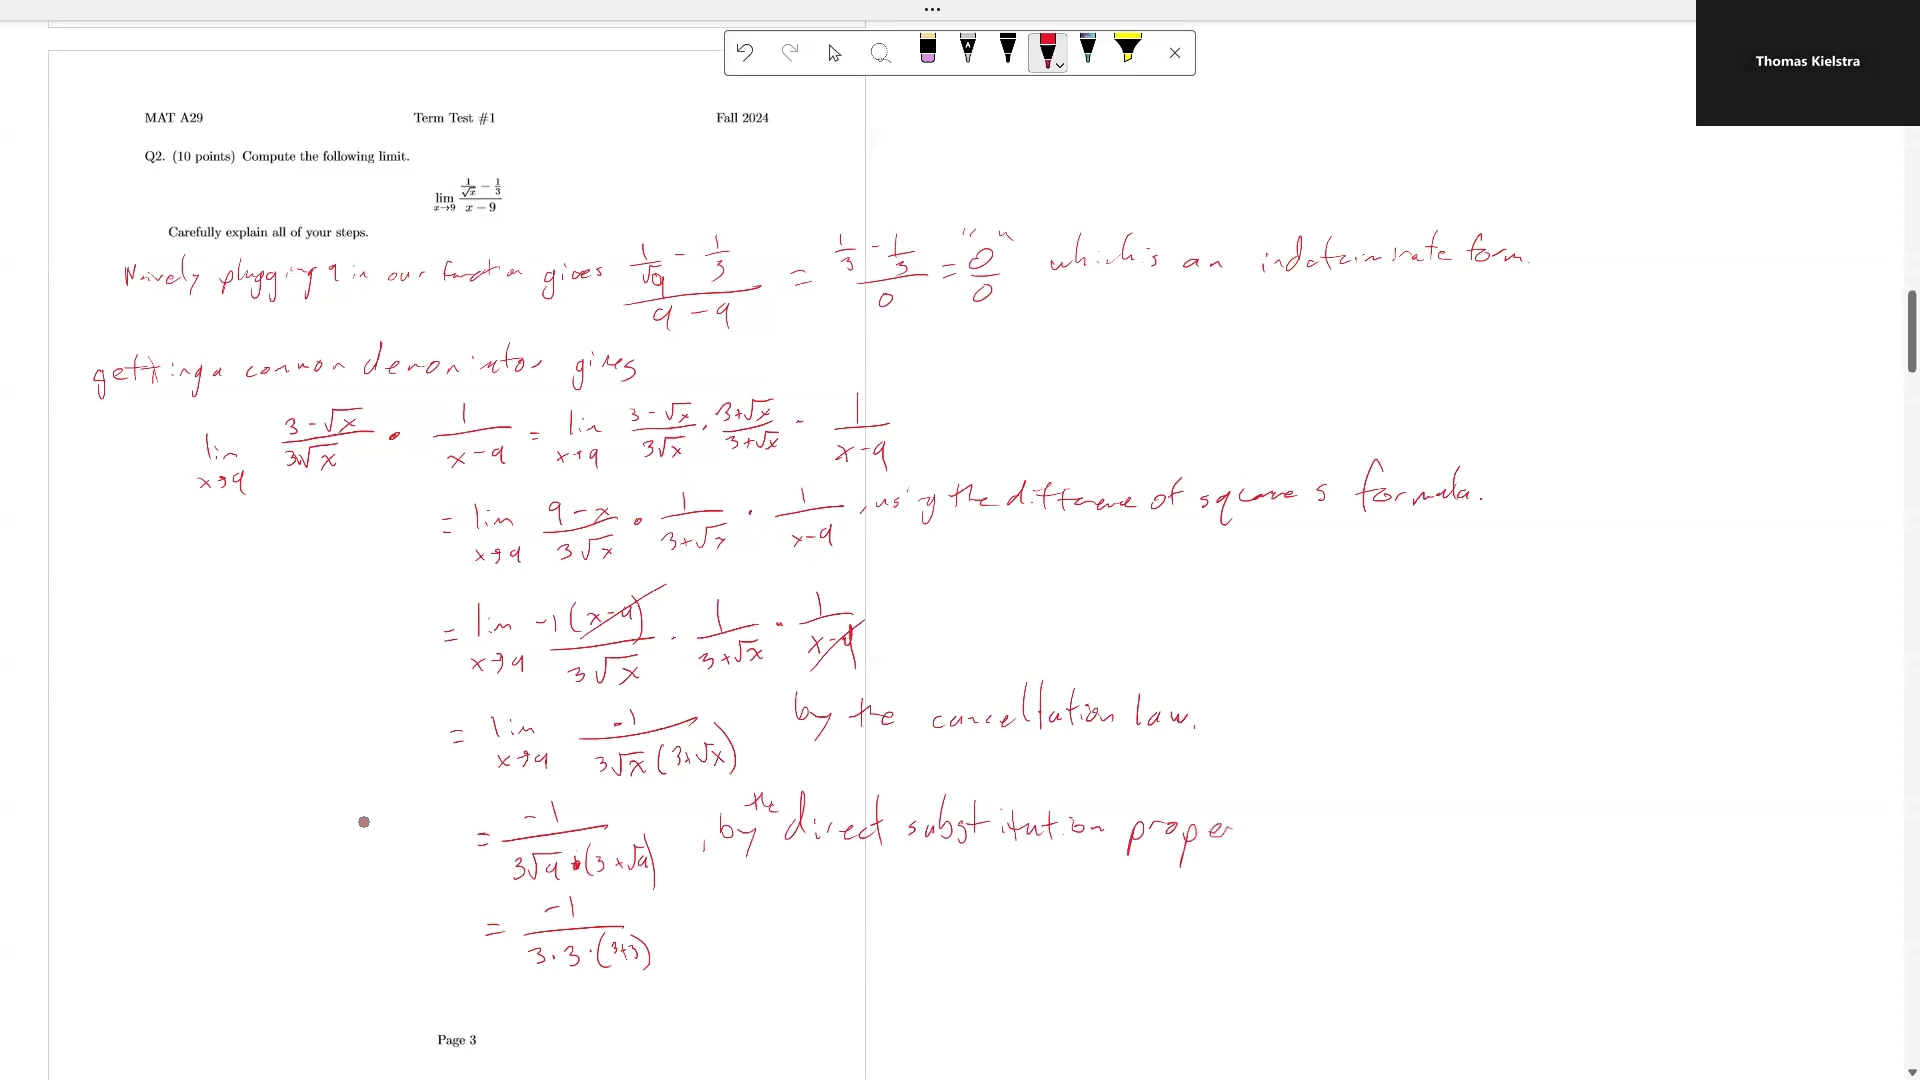 Thomas Kielstra
MAT A29 Term Test #1 Fall 2024
Q2. (10 points) Compute the following limit.
lim x→9 (1/√x − 1/3)/(x − 9)
Carefully explain all of your steps.
Naively plugging 9 in our function gives (1/√9 - 1/3)/(9 - 9) = (1/3 - 1/3)/0 = "0/0" which is an indeterminate form.
getting a common denominator gives
lim x→9 (3-√x)/(3√x) • 1/(x-9) = lim x→9 (3-√x)/(3√x) · (3+√x)/(3+√x) · 1/(x-9)
= lim x→9 (9-x)/(3√x) • 1/(3+√x) · 1/(x-9), using the difference of squares formula.
= lim x→9 -1(x-9)/(3√x) · 1/(3+√x) · 1/(x-9)
= lim x→9 -1/(3√x(3+√x)) by the cancellation law.
= -1/(3√9·(3+√9)), by the direct substitution proper
= -1/(3·3·(3+3))
Page 3